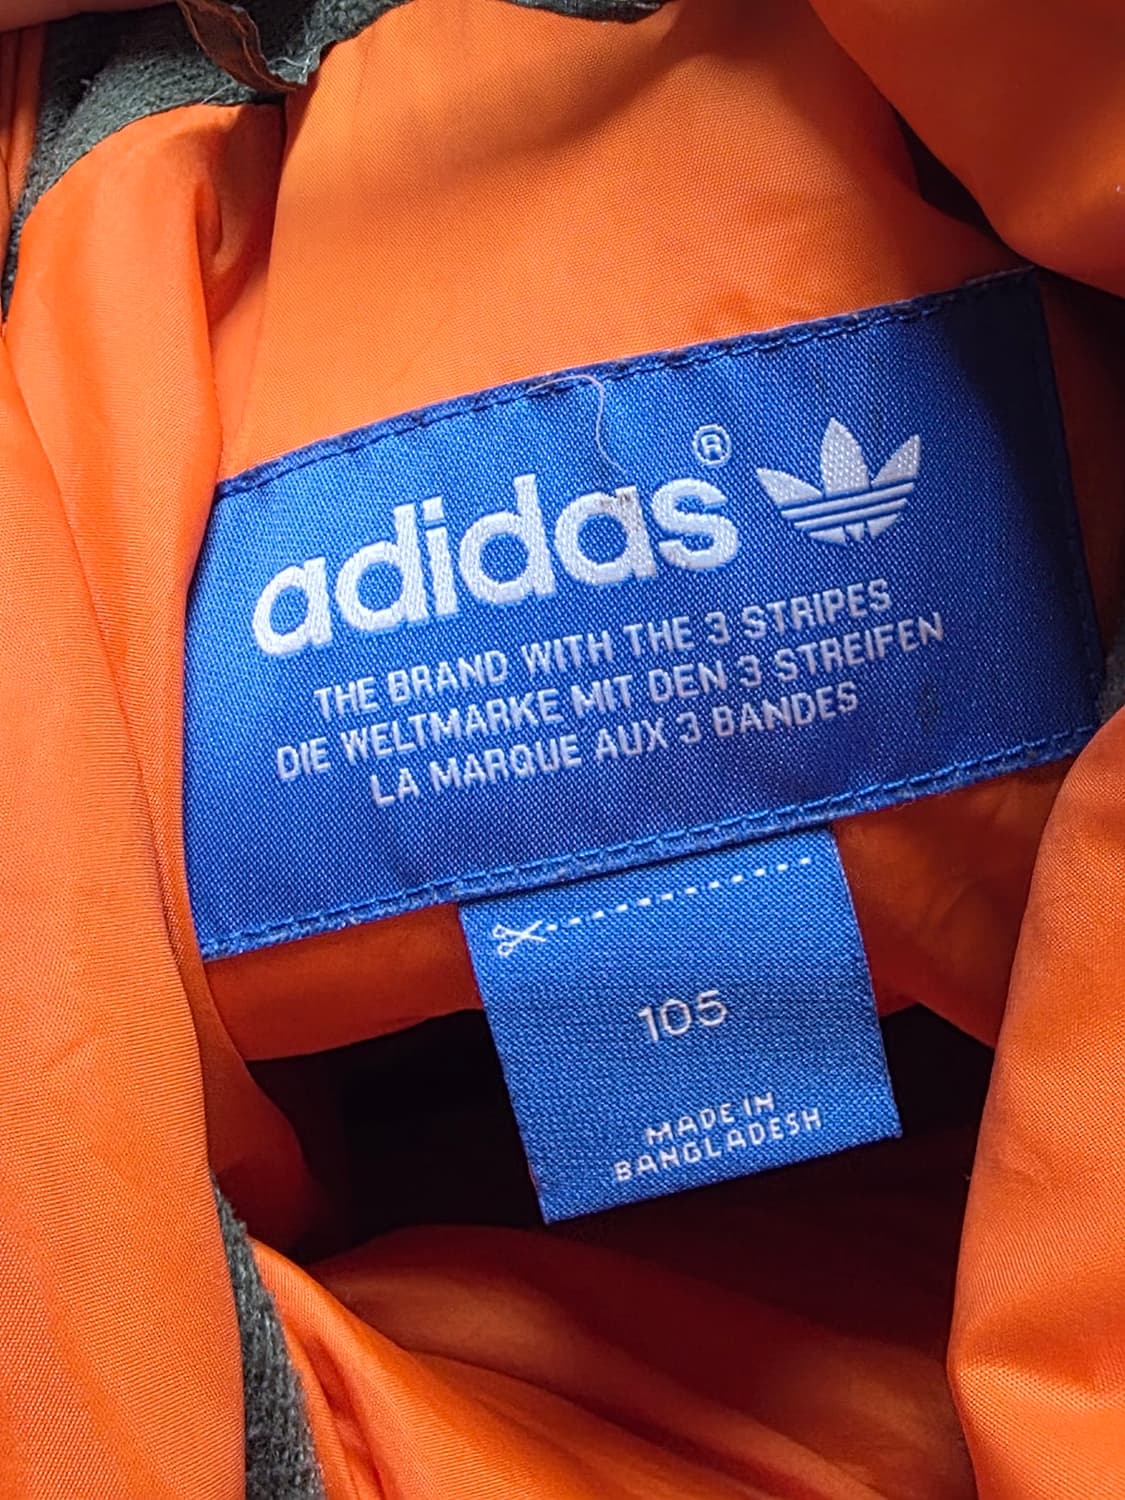 adidas®
THE BRAND WITH THE 3 STRIPES
DIE WELTMARKE MIT DEN 3 STREIFEN
LA MARQUE AUX 3 BANDES
105
MADE IN
BANGLADESH